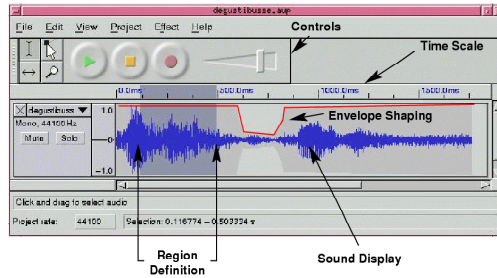 degustibusse.aup
File Edit View Project Effect Help
Controls
Time Scale
0.0ms 500.0ms 1000.0ms 1500.0ms
degustibuss
Mono, 44100Hz
Mute Solo
1.0
0.0
-1.0
Envelope Shaping
Click and drag to select audio
Project rate: 44100 Selection: 0.116774 - 0.503334 s
Region
Definition
Sound Display